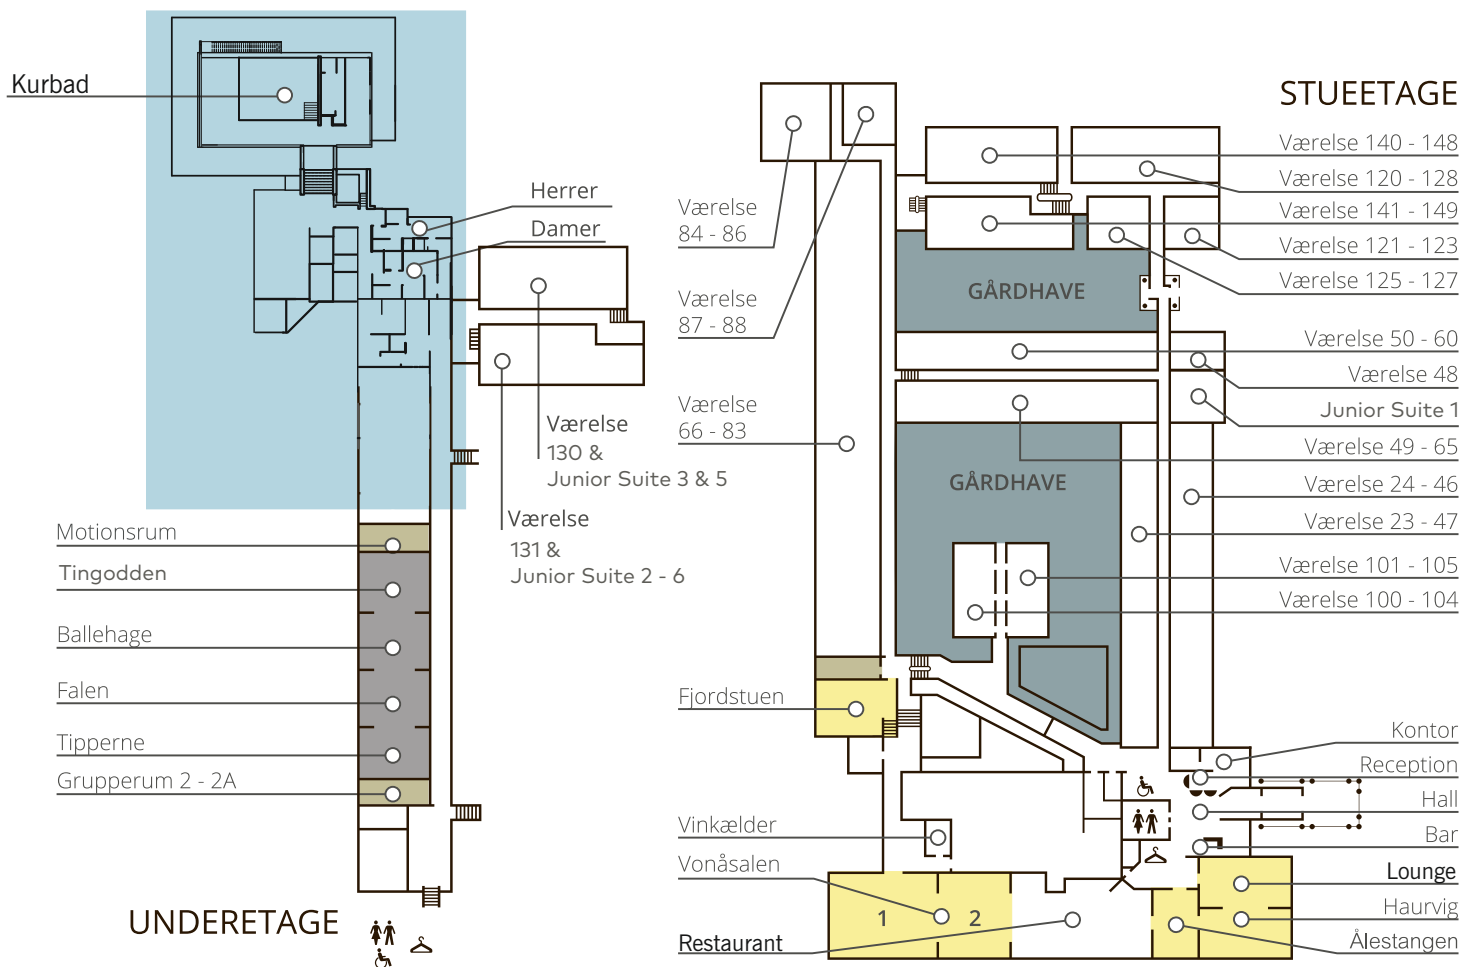 Kurbad
Herrer
Damer
Værelse
130 &
Junior Suite 3 & 5
Værelse
131 &
Junior Suite 2 - 6
Motionsrum
Tingodden
Ballehage
Falen
Tipperne
Grupperum 2 - 2A
UNDERETAGE
STUEETAGE
Værelse
84 - 86
Værelse
87 - 88
Værelse
66 - 83
Fjordstuen
Vinkælder
Vonåsalen
Restaurant
GÅRDHAVE
GÅRDHAVE
1
2
Værelse 140 - 148
Værelse 120 - 128
Værelse 141 - 149
Værelse 121 - 123
Værelse 125 - 127
Værelse 50 - 60
Værelse 48
Junior Suite 1
Værelse 49 - 65
Værelse 24 - 46
Værelse 23 - 47
Værelse 101 - 105
Værelse 100 - 104
Kontor
Reception
Hall
Bar
Lounge
Haurvig
Ålestangen